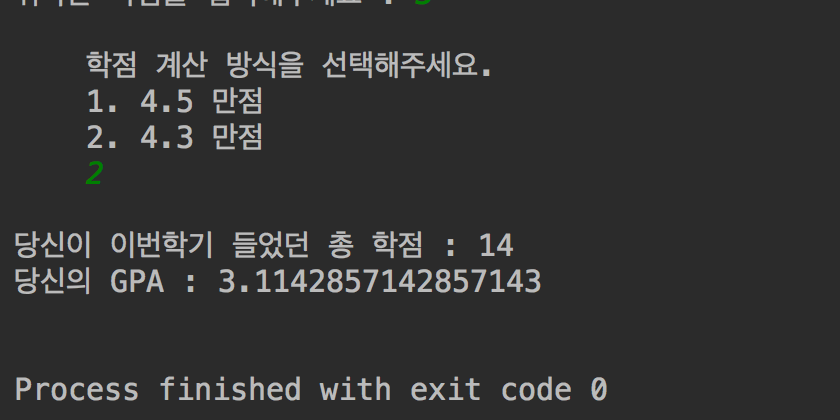 학점 계산 방식을 선택해주세요.
1. 4.5 만점
2. 4.3 만점
2
당신이 이번학기 들었던 총 학점 : 14
당신의 GPA : 3.1142857142857143
Process finished with exit code 0